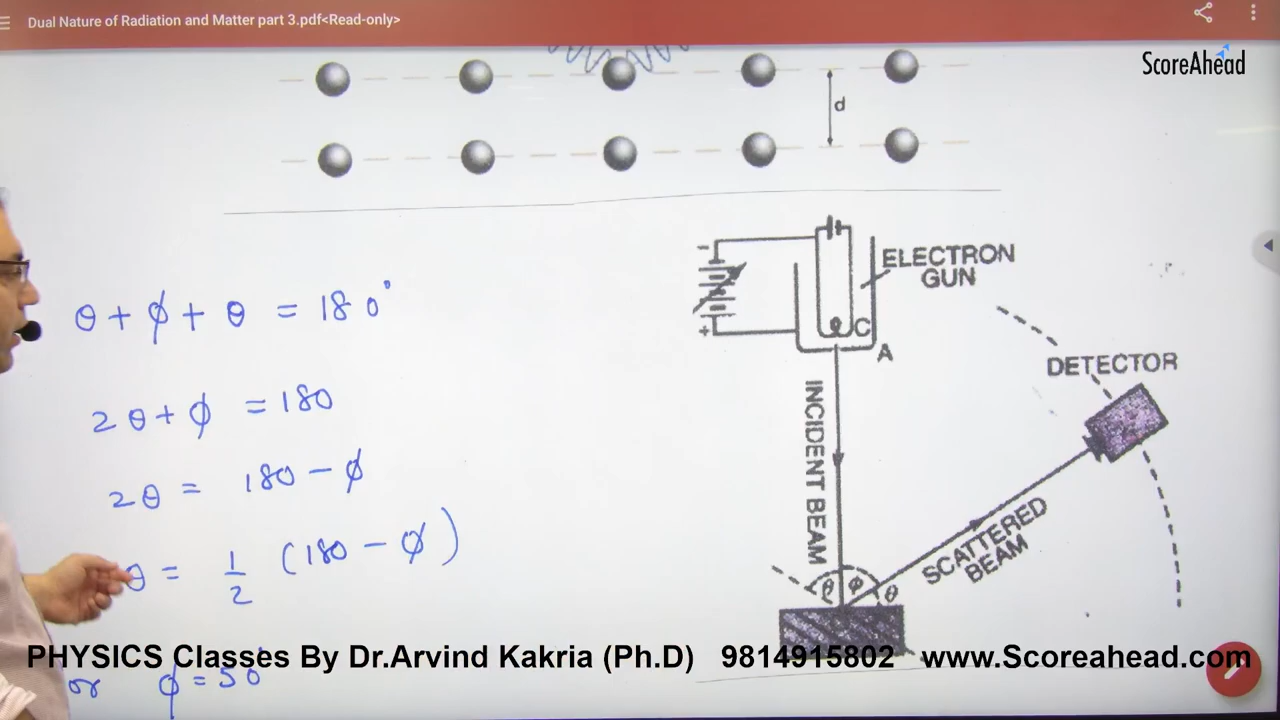 Dual Nature of Radiation and Matter part 3.pdf<Read-only>
ScoreAhead
d
θ + ϕ + θ = 180°
2θ + ϕ = 180
2θ = 180 − ϕ
θ = 1/2 (180 − ϕ)
or ϕ = 50°
−
+
ELECTRON
GUN
C
A
DETECTOR
INCIDENT BEAM
SCATTERED
BEAM
θ ϕ θ
PHYSICS Classes By Dr.Arvind Kakria (Ph.D) 9814915802 www.Scoreahead.com